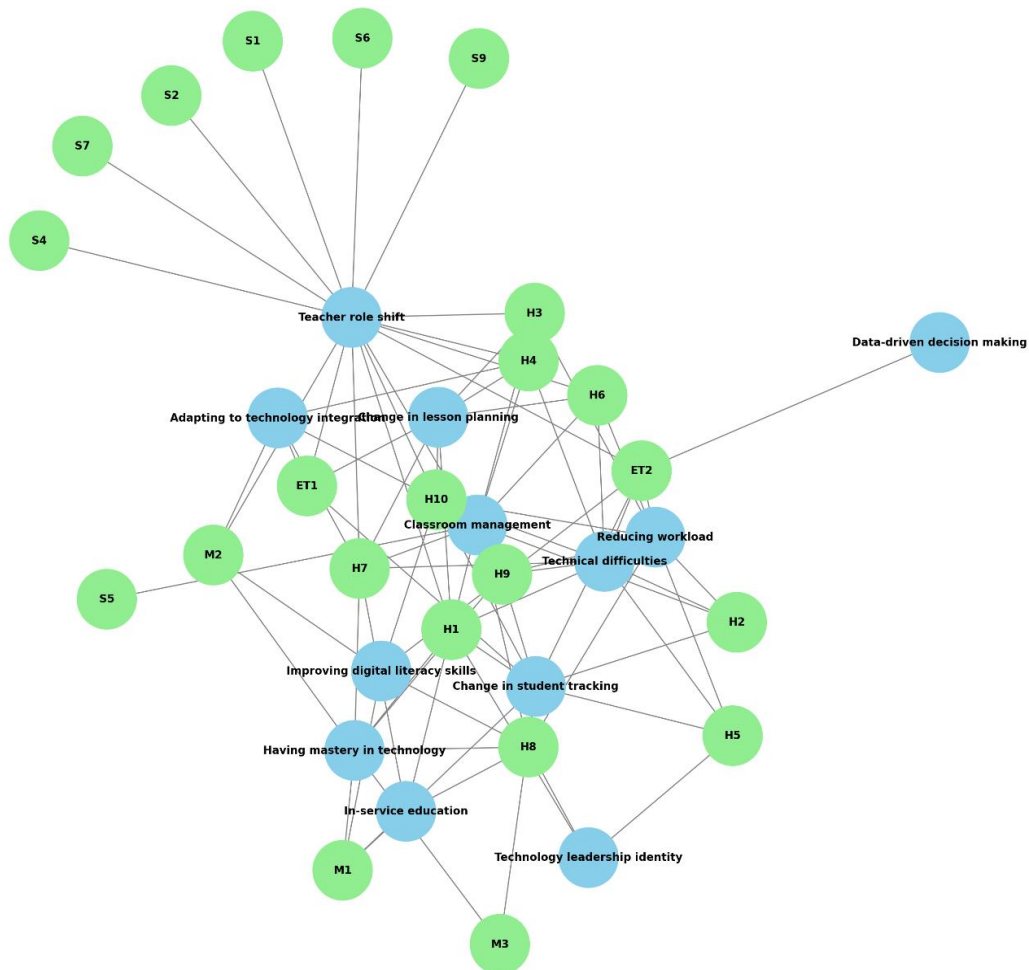 S1
S6
S9
S2
S7
S4
Teacher role shift
H3
Data-driven decision making
H4
H6
Adapting to technology integration
Change in lesson planning
ET2
ET1
H10
Classroom management
Reducing workload
M2
Technical difficulties
H7
H9
S5
H2
H1
Improving digital literacy skills
Change in student tracking
H5
Having mastery in technology
H8
In-service education
Technology leadership identity
M1
M3